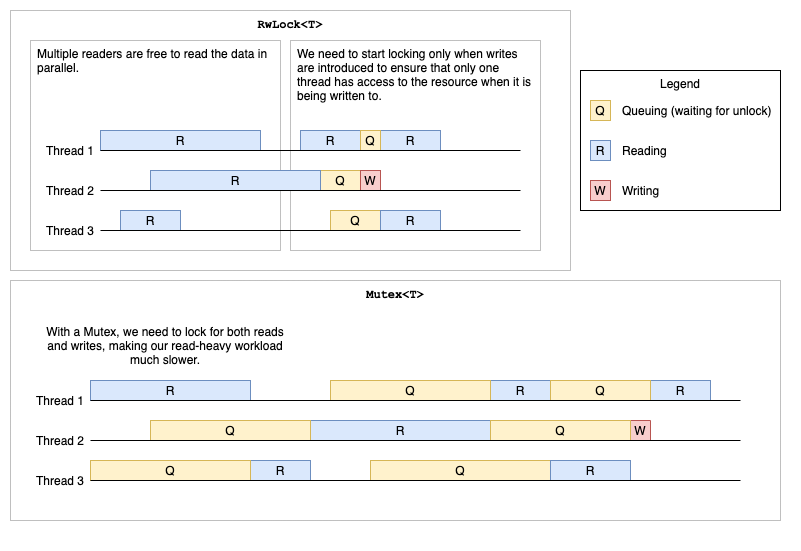 RwLock<T>
Multiple readers are free to read the data in
parallel.
We need to start locking only when writes
are introduced to ensure that only one
thread has access to the resource when it is
being written to.
Thread 1
R
R
Q
R
Thread 2
R
Q
W
Thread 3
R
Q
R
Legend
Q
Queuing (waiting for unlock)
R
Reading
W
Writing
Mutex<T>
With a Mutex, we need to lock for both reads
and writes, making our read-heavy workload
much slower.
Thread 1
R
Q
R
Q
R
Thread 2
Q
R
Q
W
Thread 3
Q
R
Q
R